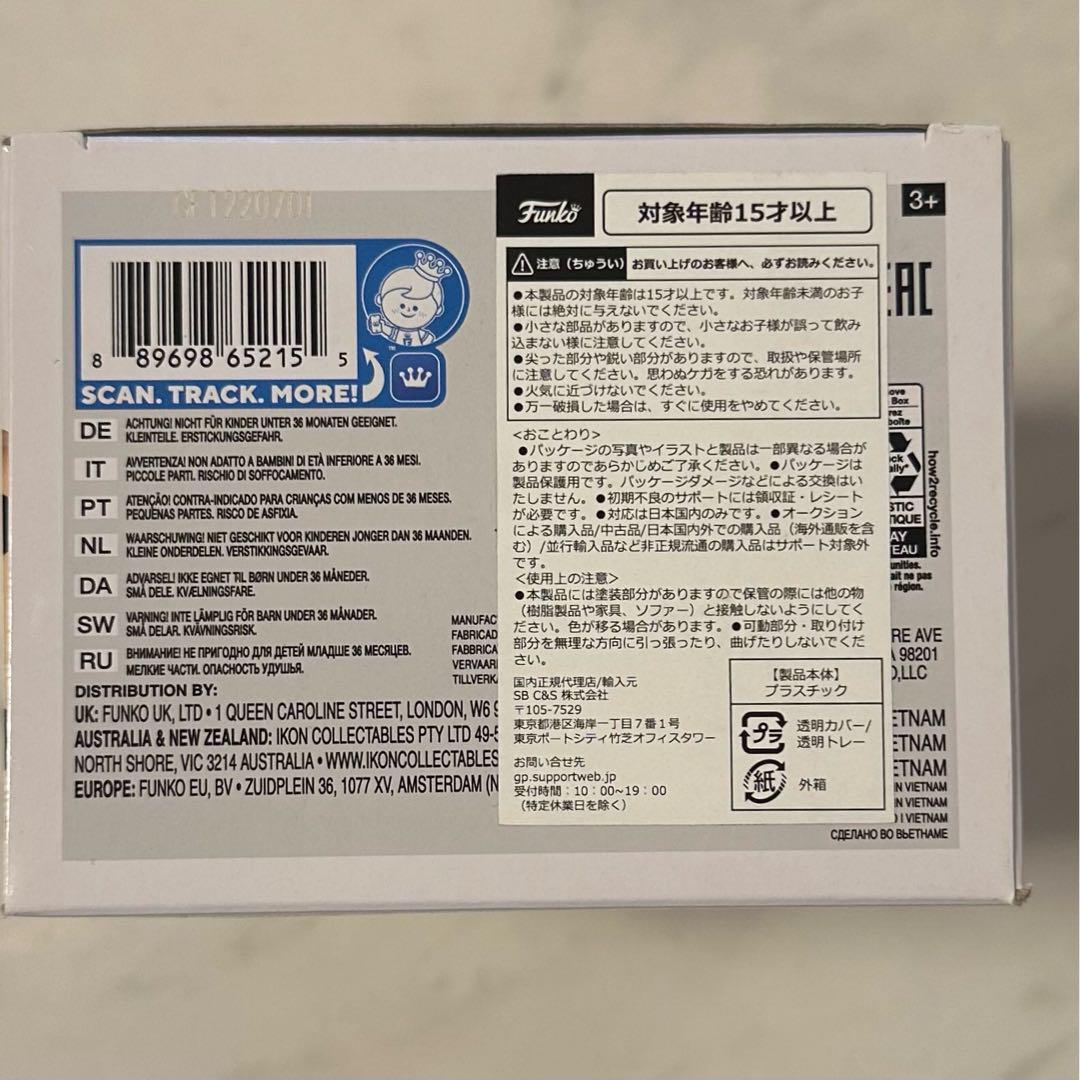 CF1220701
8 89698 65215 5
SCAN. TRACK. MORE!
™
DE ACHTUNG! NICHT FÜR KINDER UNTER 36 MONATEN GEEIGNET.
KLEINTEILE. ERSTICKUNGSGEFAHR.
IT AVVERTENZA! NON ADATTO A BAMBINI DI ETÀ INFERIORE A 36 MESI.
PICCOLE PARTI. RISCHIO DI SOFFOCAMENTO.
PT ATENÇÃO! CONTRA-INDICADO PARA CRIANÇAS COM MENOS DE 36 MESES.
PEQUENAS PARTES. RISCO DE ASFIXIA.
NL WAARSCHUWING! NIET GESCHIKT VOOR KINDEREN JONGER DAN 36 MAANDEN.
KLEINE ONDERDELEN. VERSTIKKINGSGEVAAR.
DA ADVARSEL! IKKE EGNET TIL BØRN UNDER 36 MÅNEDER.
SMÅ DELE. KVÆLNINGSFARE.
SW VARNING! INTE LÄMPLIG FÖR BARN UNDER 36 MÅNADER.
SMÅ DELAR. KVÄVNINGSRISK.
RU ВНИМАНИЕ! НЕ ПРИГОДНО ДЛЯ ДЕТЕЙ МЛАДШЕ 36 МЕСЯЦЕВ.
МЕЛКИЕ ЧАСТИ. ОПАСНОСТЬ УДУШЬЯ.
DISTRIBUTION BY:
UK: FUNKO UK, LTD • 1 QUEEN CAROLINE STREET, LONDON, W6 9
AUSTRALIA & NEW ZEALAND: IKON COLLECTABLES PTY LTD 49-5
NORTH SHORE, VIC 3214 AUSTRALIA • WWW.IKONCOLLECTABLES
EUROPE: FUNKO EU, BV • ZUIDPLEIN 36, 1077 XV, AMSTERDAM (N
MANUFAC
FABRICAD
FABBRICA
VERVAAR
TILLVERK
Funko
対象年齢15才以上
注意（ちゅうい） お買い上げのお客様へ、必ずお読みください。
●本製品の対象年齢は15才以上です。対象年齢未満のお子
様には絶対に与えないでください。
●小さな部品がありますので、小さなお子様が誤って飲み
込まない様に注意してください。
●尖った部分や鋭い部分がありますので、取扱や保管場所
に注意してください。思わぬケガをする恐れがあります。
●火気に近づけないでください。
●万一破損した場合は、すぐに使用をやめてください。
<おことわり>
●パッケージの写真やイラストと製品は一部異なる場合が
ありますのであらかじめご了承ください。●パッケージは
製品保護用です。パッケージダメージなどによる交換はい
たしません。●初期不良のサポートには領収証・レシート
が必要です。●対応は日本国内のみです。●オークション
による購入品/中古品/日本国内外での購入品（海外通販を含
む）/並行輸入品など非正規流通の購入品はサポート対象外
です。
<使用上の注意>
●本製品には塗装部分がありますので保管の際には他の物
（樹脂製品や家具、ソファー）と接触しないようにしてくだ
さい。色が移る場合があります。●可動部分・取り付け
部分を無理な方向に引っ張ったり、曲げたりしないでくだ
さい。
国内正規代理店/輸入元
SB C&S 株式会社
〒105-7529
東京都港区海岸一丁目7番1号
東京ポートシティ竹芝オフィスタワー
お問い合せ先
gp.supportweb.jp
受付時間：10：00~19：00
（特定休業日を除く）
【製品本体】
プラスチック
プラ
透明カバー/
透明トレー
紙
外箱
3+
EAC
ove
Box
rez
boîte
ck
ally*
STIC
TIQUE
AY
EAU
how2recycle.info
unities.
ait ne pas
région.
RE AVE
A 98201
O,LLC
ETNAM
ETNAM
ETNAM
IN VIETNAM
IN VIETNAM
I VIETNAM
СДЕЛАНО ВО ВЬЕТНАМЕ